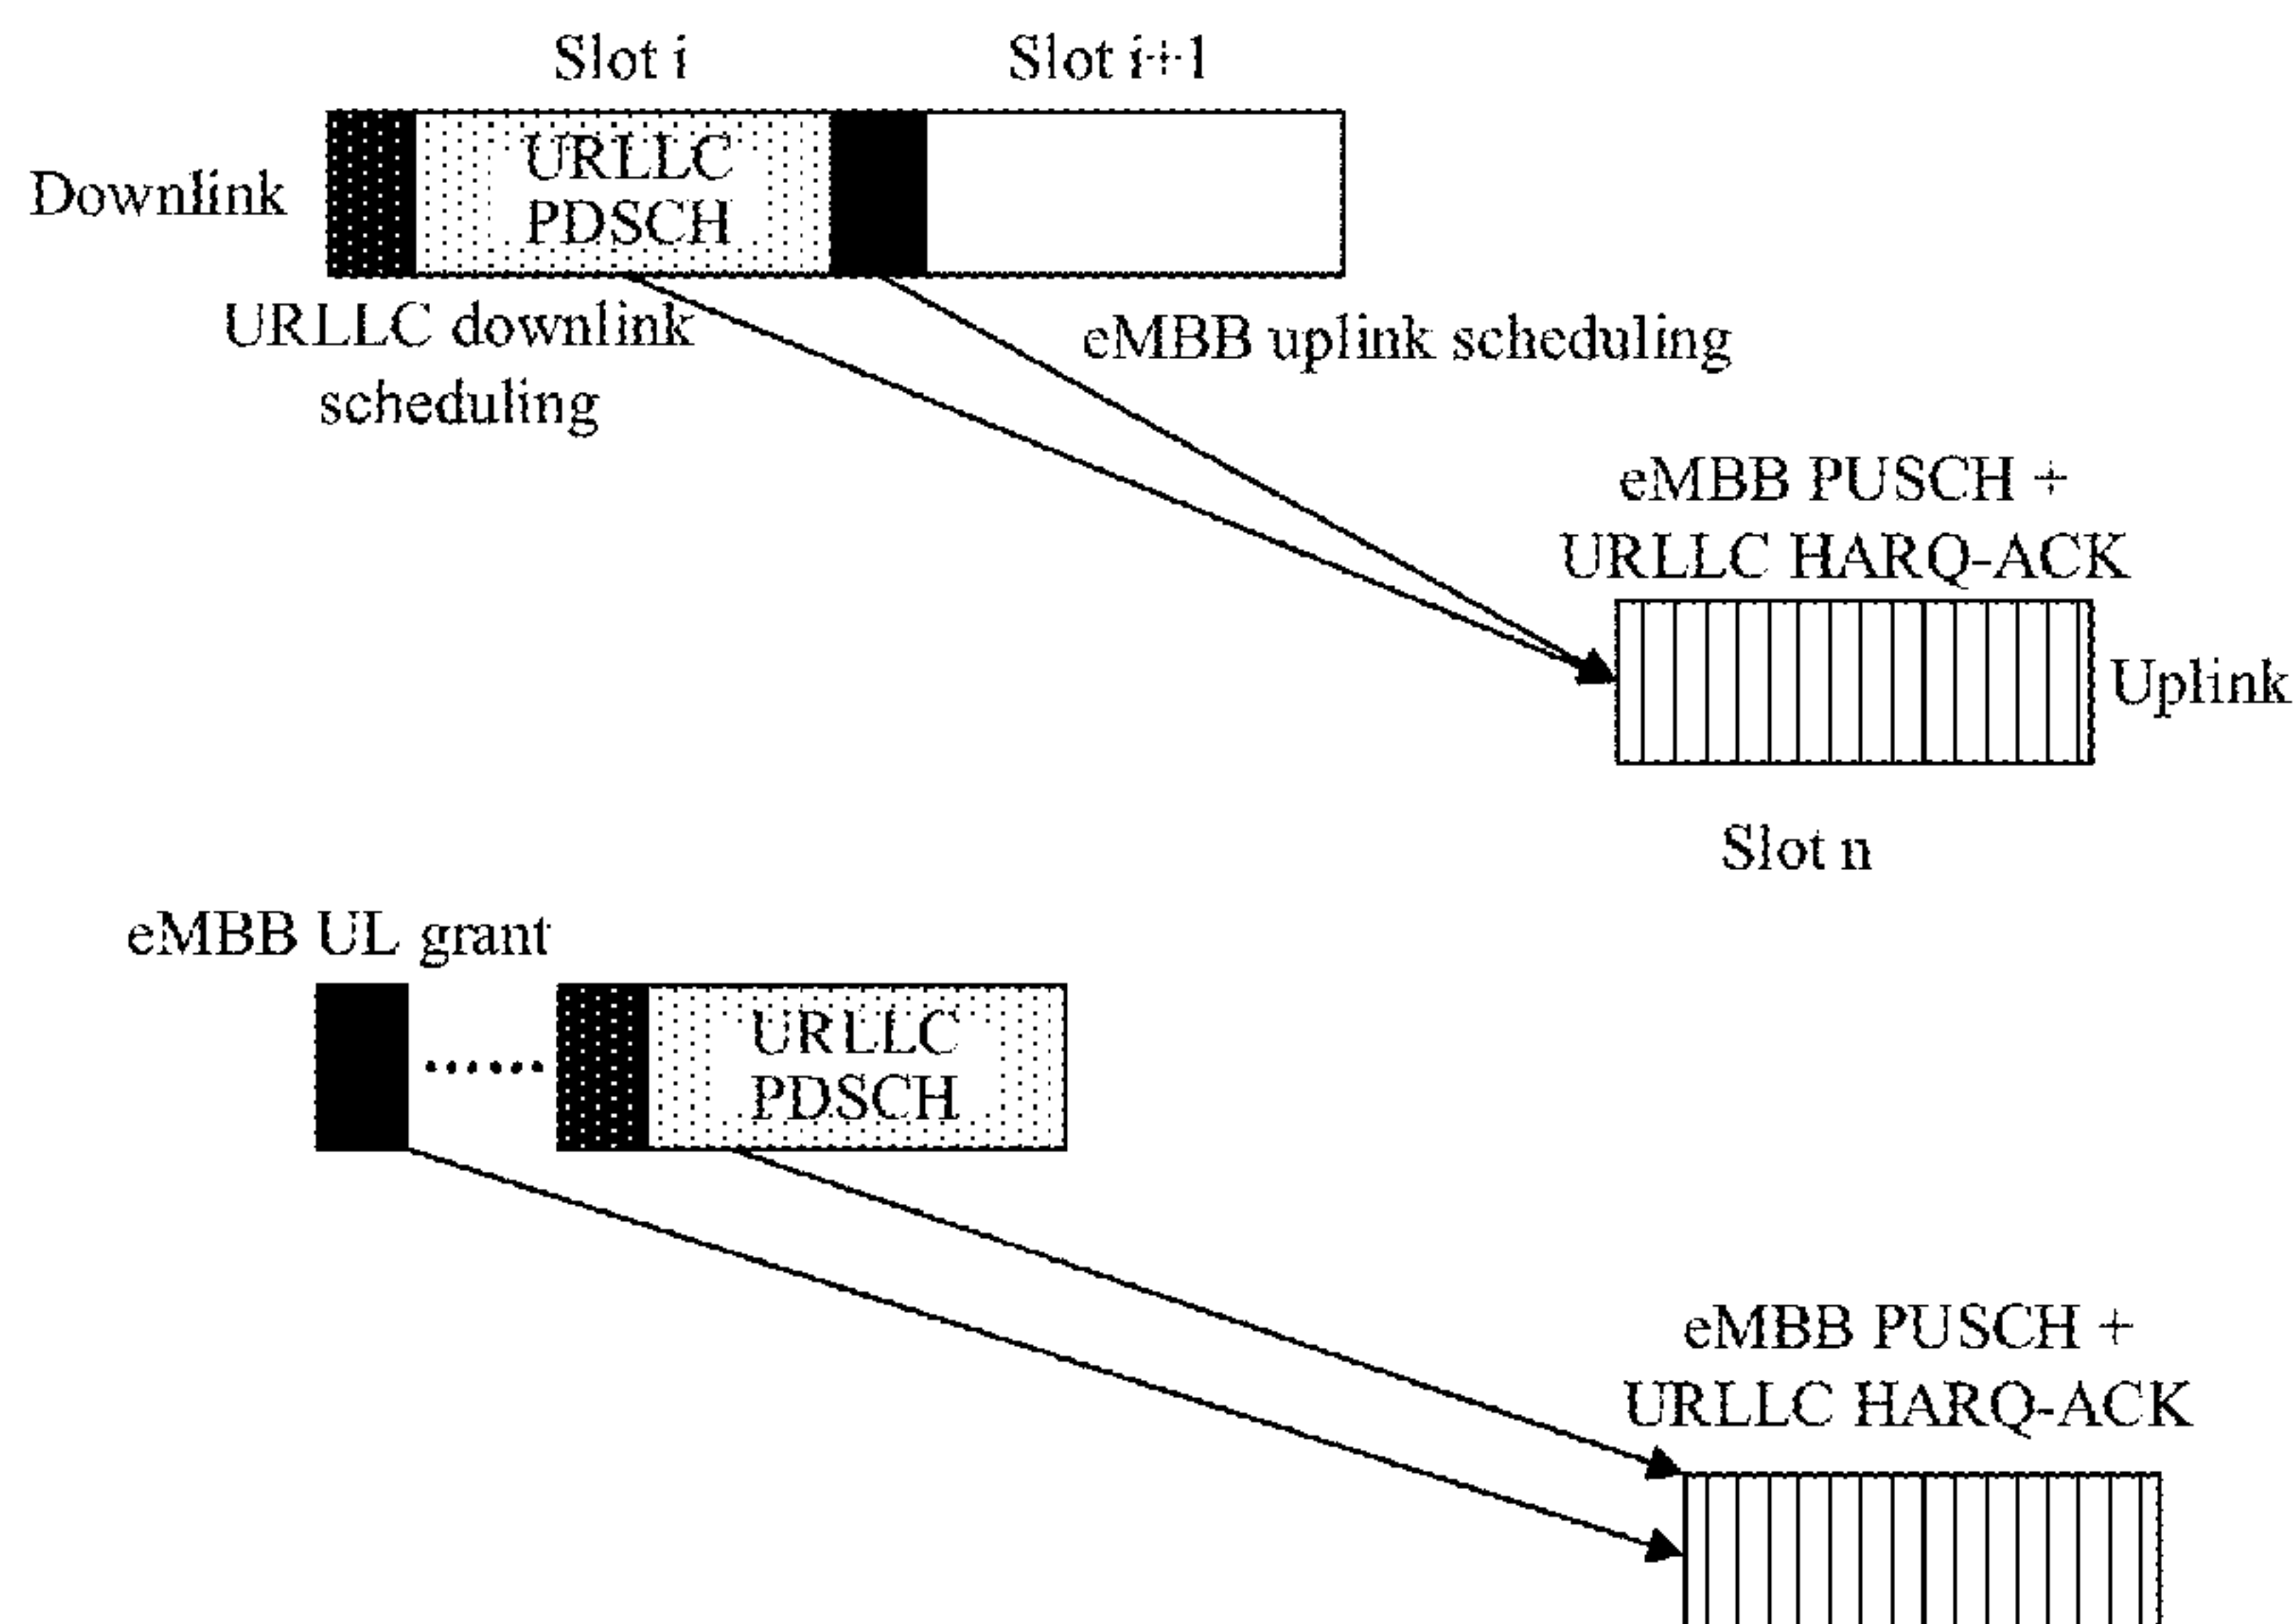 Slot i
Slot i+1
Downlink
URLLC
PDSCH
URLLC downlink
scheduling
eMBB uplink scheduling
eMBB PUSCH +
URLLC HARQ-ACK
Uplink
Slot n
eMBB UL grant
URLLC
PDSCH
eMBB PUSCH +
URLLC HARQ-ACK